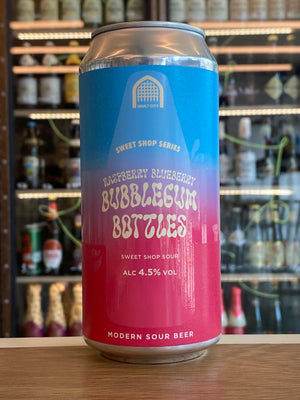 VAULT CITY
SWEET SHOP SERIES
RASPBERRY BLUEBERRY
BUBBLEGUM
BOTTLES
SWEET SHOP SOUR
ALC 4.5% VOL
MODERN SOUR BEER